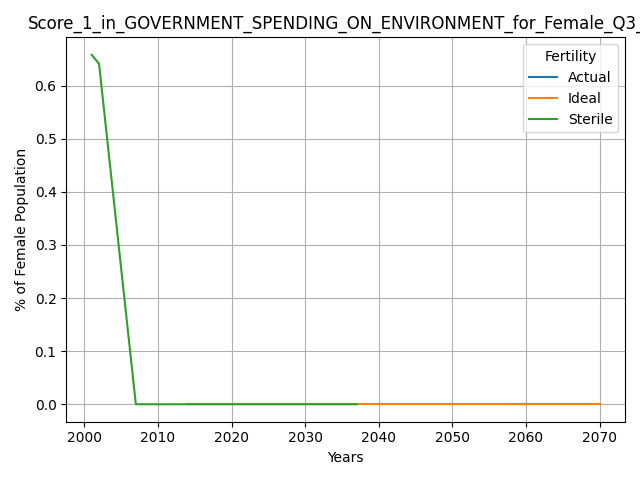 Score_1_in_GOVERNMENT_SPENDING_ON_ENVIRONMENT_for_Female_Q3_
% of Female Population
0.6
0.5
0.4
0.3
0.2
0.1
0.0
Fertility
Actual
Ideal
Sterile
2000 2010 2020 2030 2040 2050 2060 2070
Years